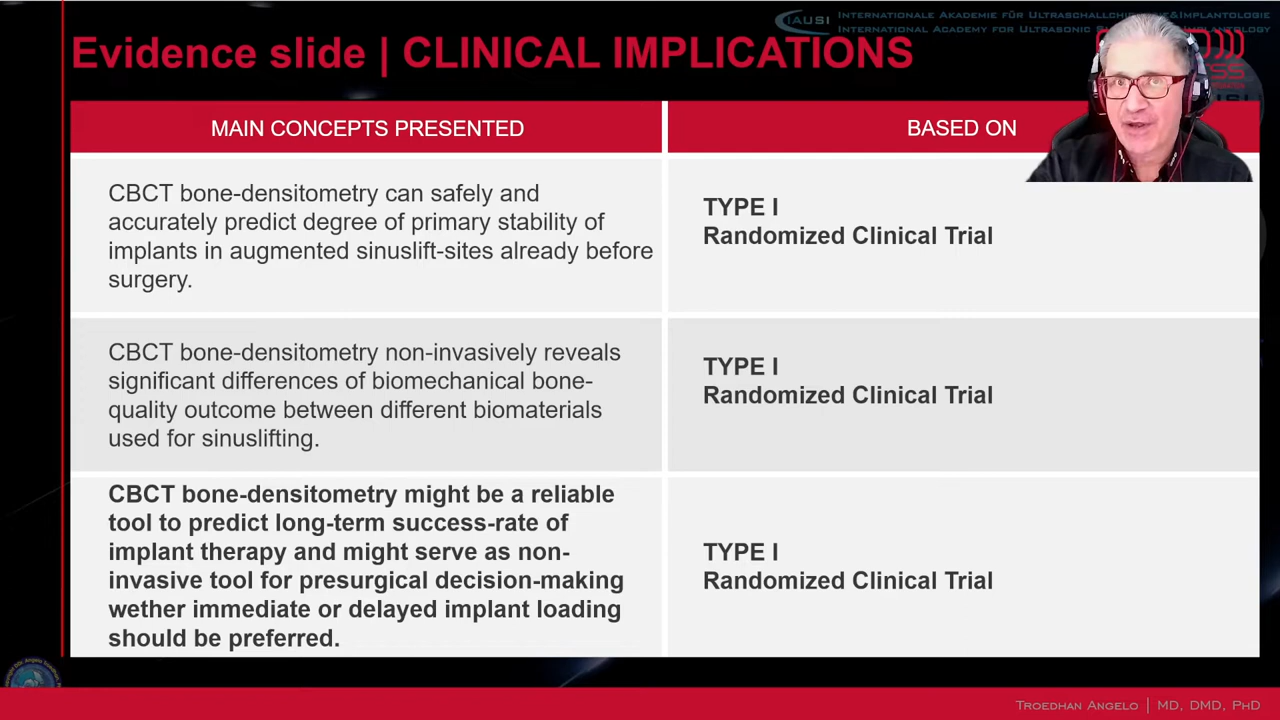 IAUSI
INTERNATIONALE AKADEMIE FÜR ULTRASCHALLCHIRURGIE&IMPLANTOLOGIE
INTERNATIONAL ACADEMY FOR ULTRASONIC IMPLANTOLOGY
Evidence slide | CLINICAL IMPLICATIONS
MAIN CONCEPTS PRESENTED
BASED ON
CBCT bone-densitometry can safely and
accurately predict degree of primary stability of
implants in augmented sinuslift-sites already before
surgery.
TYPE I
Randomized Clinical Trial
CBCT bone-densitometry non-invasively reveals
significant differences of biomechanical bone-
quality outcome between different biomaterials
used for sinuslifting.
TYPE I
Randomized Clinical Trial
CBCT bone-densitometry might be a reliable
tool to predict long-term success-rate of
implant therapy and might serve as non-
invasive tool for presurgical decision-making
wether immediate or delayed implant loading
should be preferred.
TYPE I
Randomized Clinical Trial
TROEDHAN ANGELO | MD, DMD, PHD